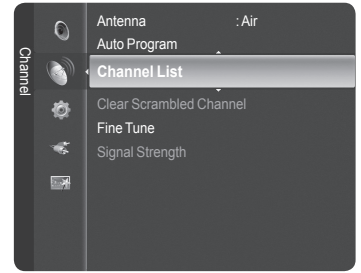 Channel
Antenna : Air
Auto Program
Channel List
Clear Scrambled Channel
Fine Tune
Signal Strength